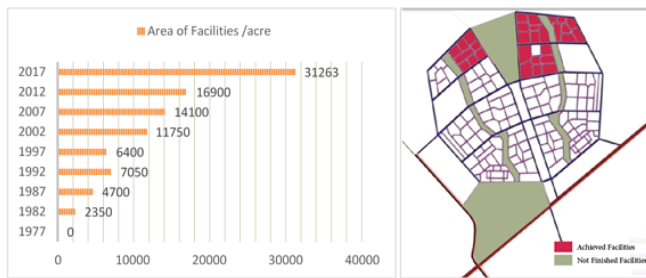 Area of Facilities /acre
2017 31263
2012 16900
2007 14100
2002 11750
1997 6400
1992 7050
1987 4700
1982 2350
1977 0
0 10000 20000 30000 40000
Achieved Facilities
Not Finished Facilities